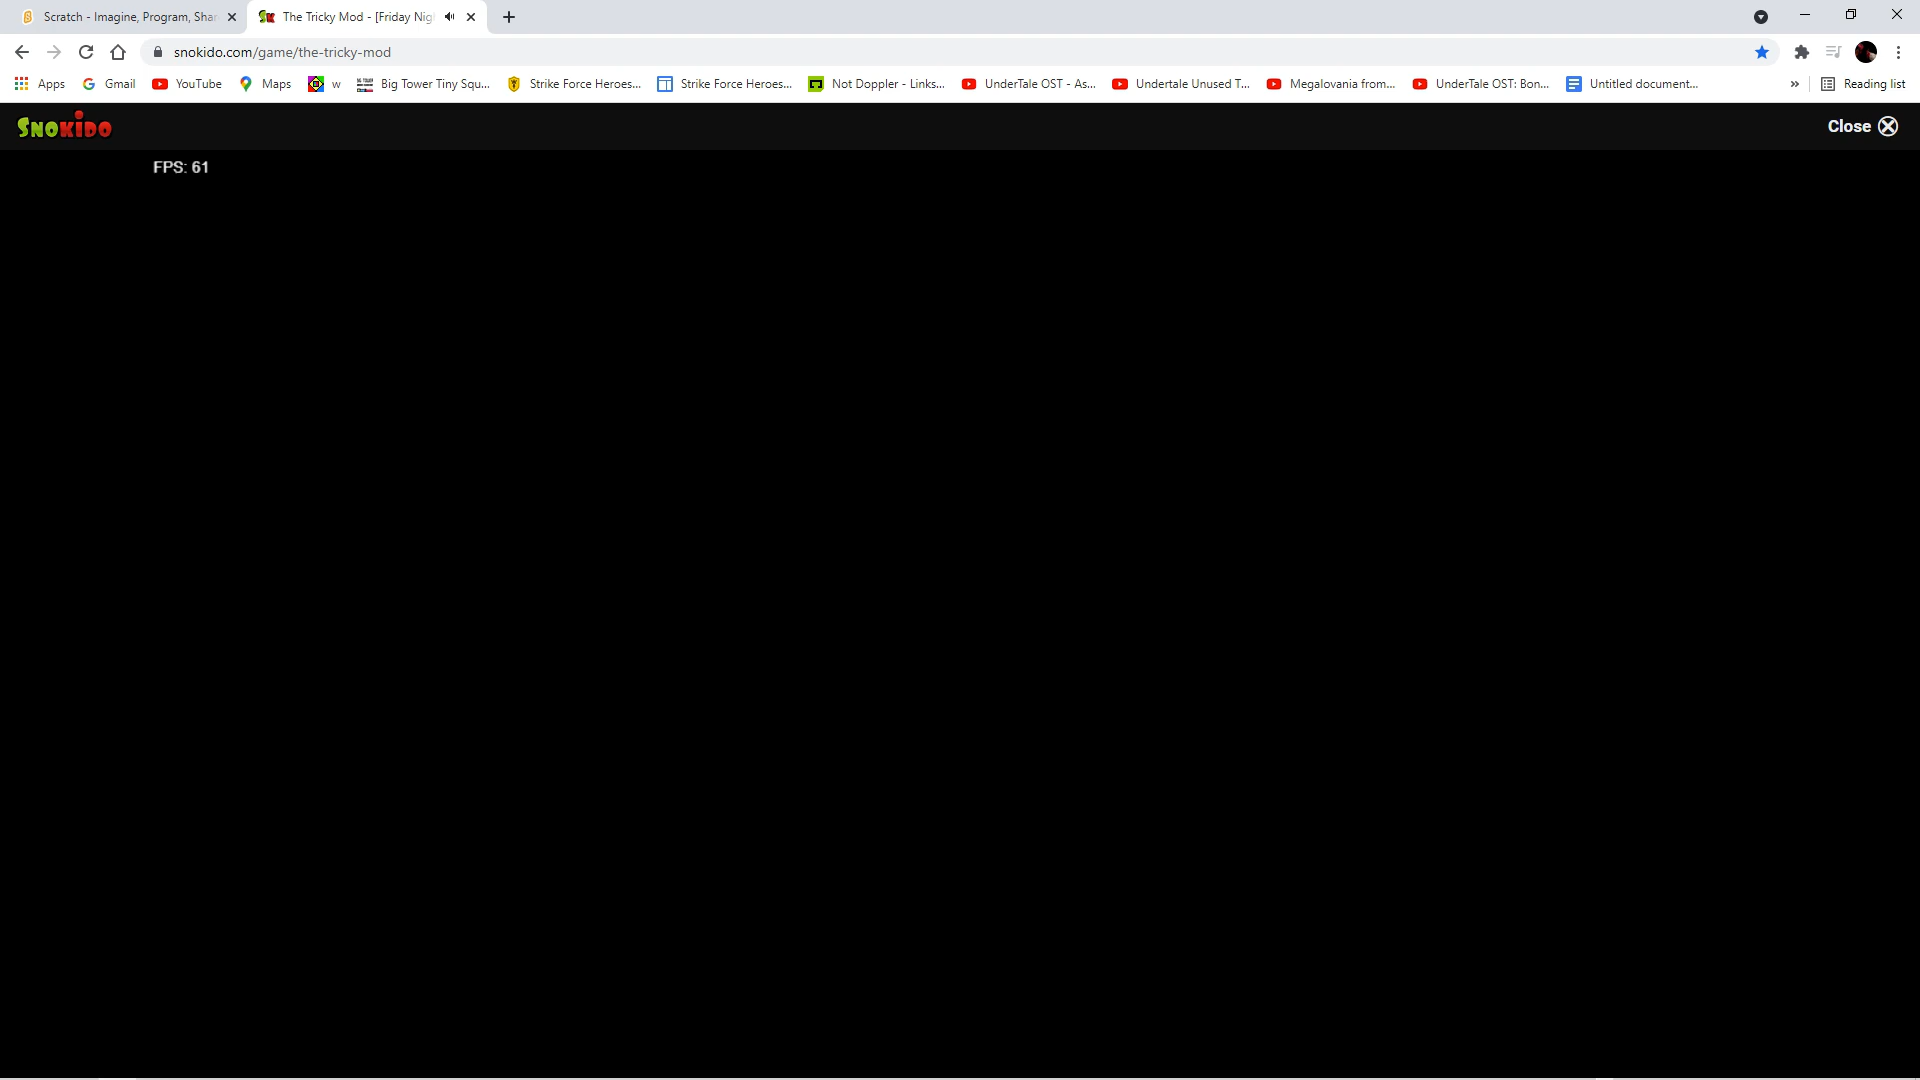 Scratch - Imagine, Program, Shar
The Tricky Mod - [Friday Nig
snokido.com/game/the-tricky-mod
Apps
Gmail
YouTube
Maps
w
Big Tower Tiny Squ...
Strike Force Heroes...
Strike Force Heroes...
Not Doppler - Links...
UnderTale OST - As...
Undertale Unused T...
Megalovania from...
UnderTale OST: Bon...
Untitled document...
»
Reading list
SNOKIDO
Close
FPS: 61